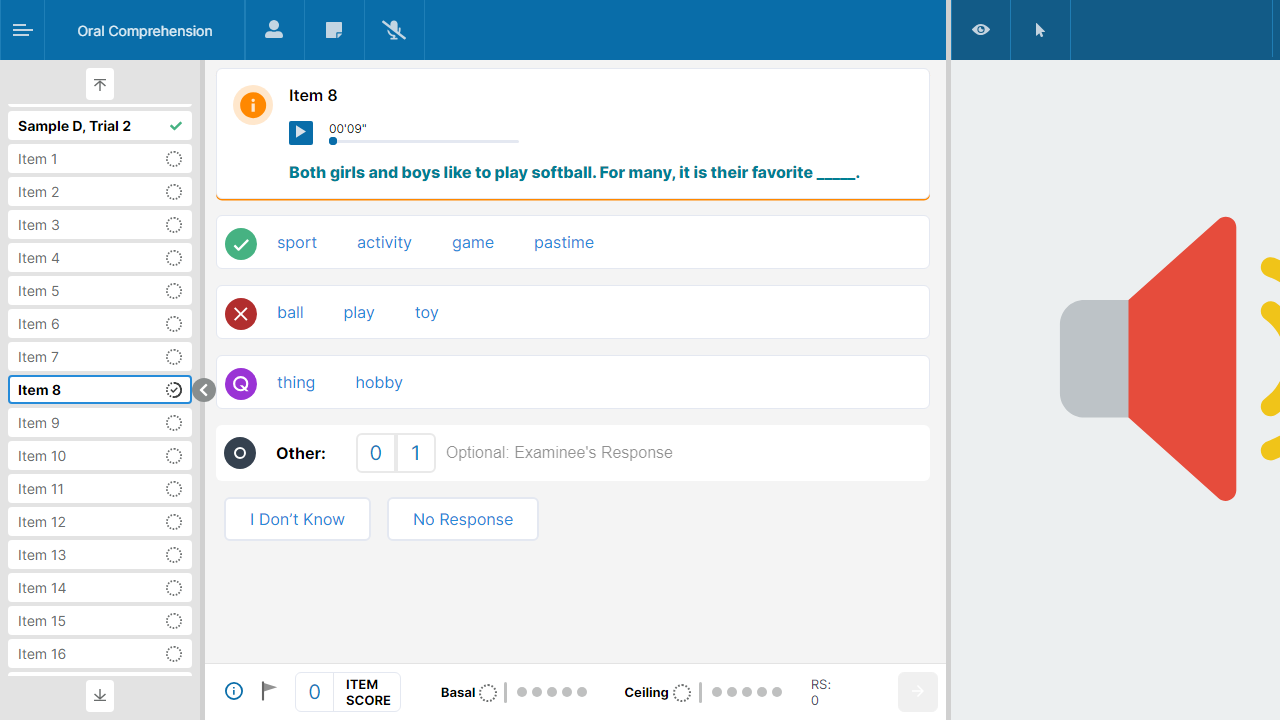 Oral Comprehension
Sample D, Trial 2
Item 1
Item 2
Item 3
Item 4
Item 5
Item 6
Item 7
Item 8
Item 9
Item 10
Item 11
Item 12
Item 13
Item 14
Item 15
Item 16
Item 8
00'09"
Both girls and boys like to play softball. For many, it is their favorite _____.
sport activity game pastime
ball play toy
Q thing hobby
Other: 0 1 Optional: Examinee's Response
I Don’t Know No Response
0 ITEM SCORE
Basal
Ceiling
RS:
0